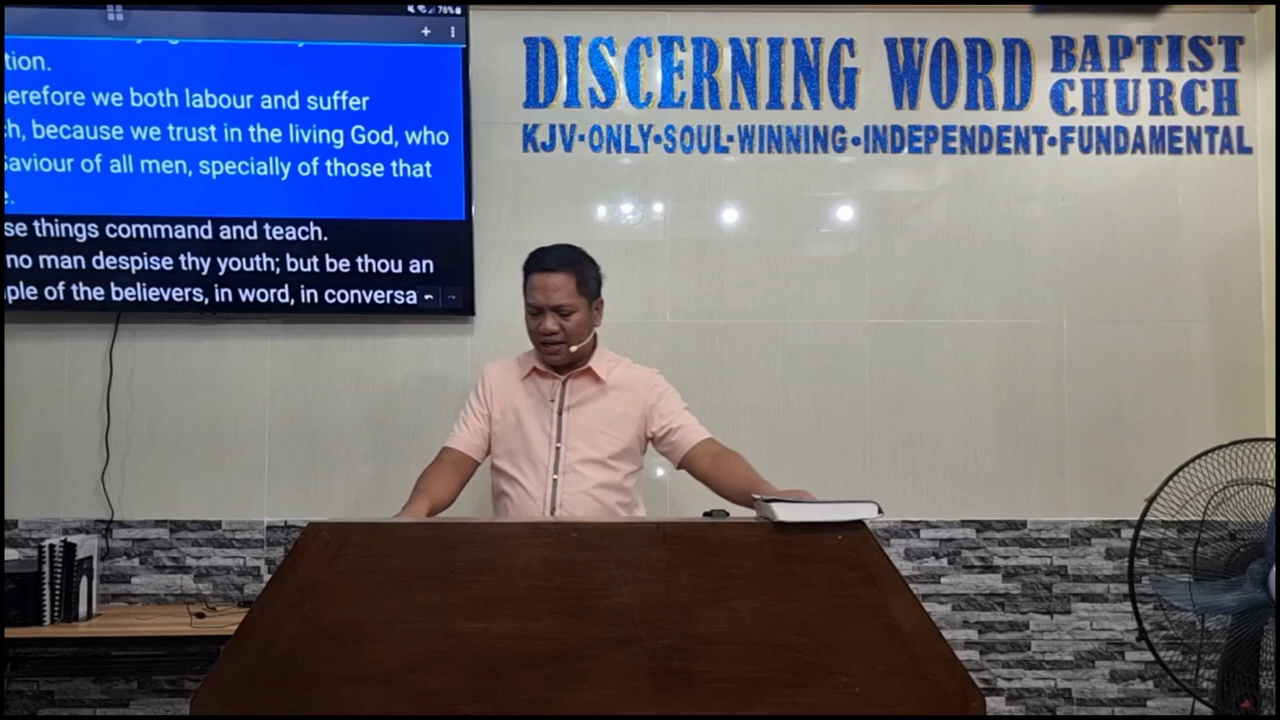 76%
tion.
herefore we both labour and suffer
h, because we trust in the living God, who
Saviour of all men, specially of those that
e.
se things command and teach.
no man despise thy youth; but be thou an
ple of the believers, in word, in conversa
DISCERNING WORD BAPTIST CHURCH
KJV-ONLY•SOUL-WINNING•INDEPENDENT•FUNDAMENTAL